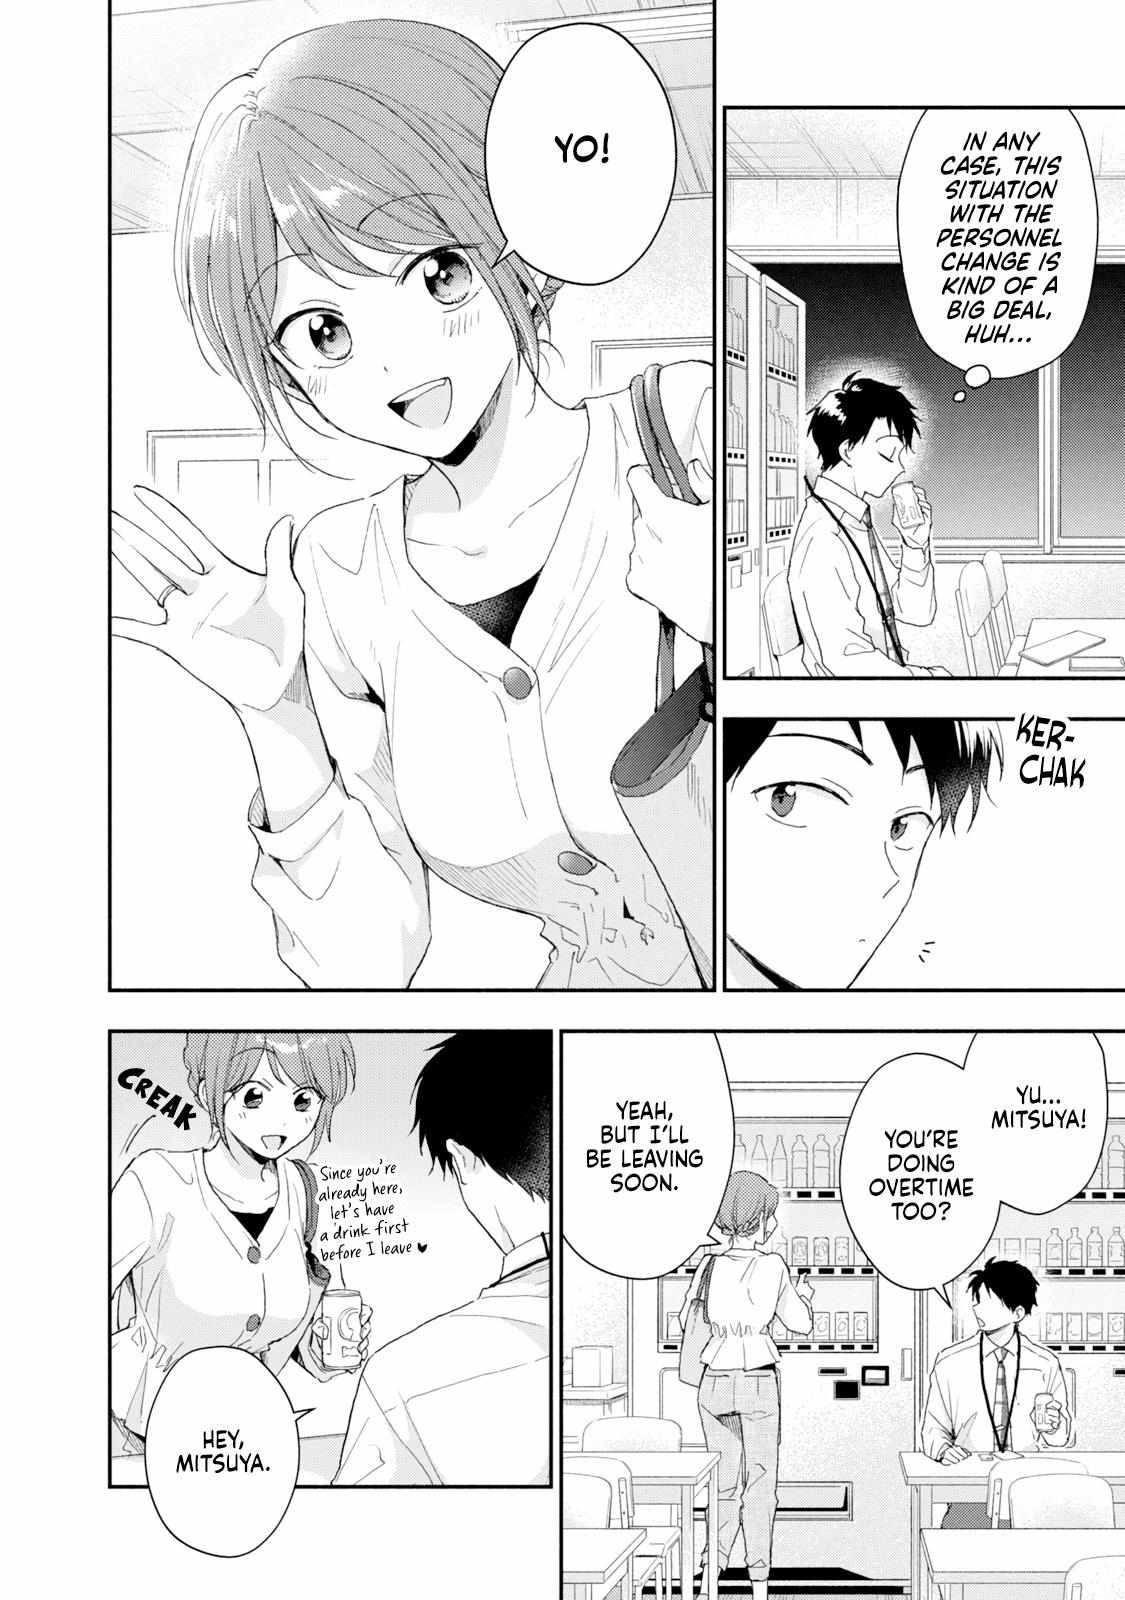 IN ANY
CASE, THIS
SITUATION
WITH THE
PERSONNEL
CHANGE IS
KIND OF A
BIG DEAL,
HUH...
KER-
CHAK
YO!
YU...
MITSUYA!
YOU'RE
DOING
OVERTIME
TOO?
YEAH,
BUT I'LL
BE LEAVING
SOON.
CREAK
Since you're
already here,
let's have
a drink first
before I leave ♥
HEY,
MITSUYA.